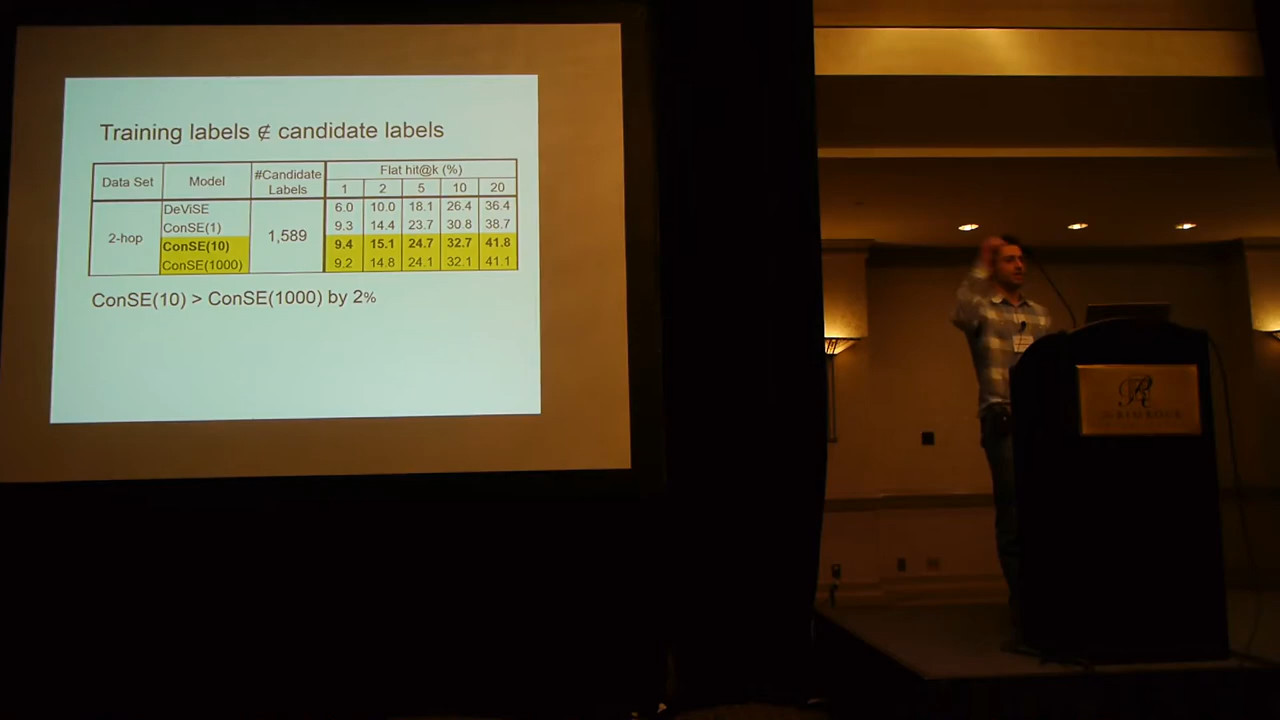 Training labels ∉ candidate labels
Data Set Model #Candidate Labels Flat hit@k (%)
1 2 5 10 20
2-hop 1,589
DeViSE 6.0 10.0 18.1 26.4 36.4
ConSE(1) 9.3 14.4 23.7 30.8 38.7
ConSE(10) 9.4 15.1 24.7 32.7 41.8
ConSE(1000) 9.2 14.8 24.1 32.1 41.1
ConSE(10) > ConSE(1000) by 2%
RIMROCK